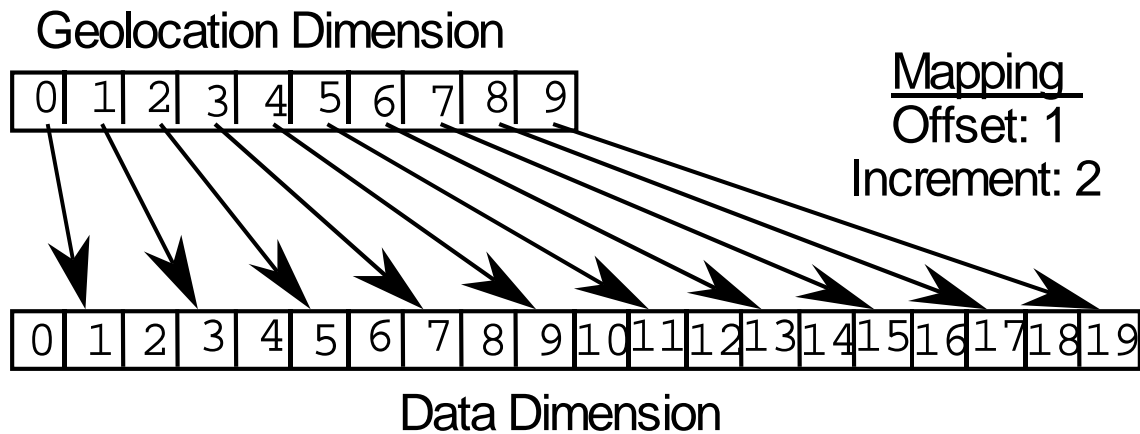 Geolocation Dimension
0 1 2 3 4 5 6 7 8 9
Mapping
Offset: 1
Increment: 2
0 1 2 3 4 5 6 7 8 9 10 11 12 13 14 15 16 17 18 19
Data Dimension